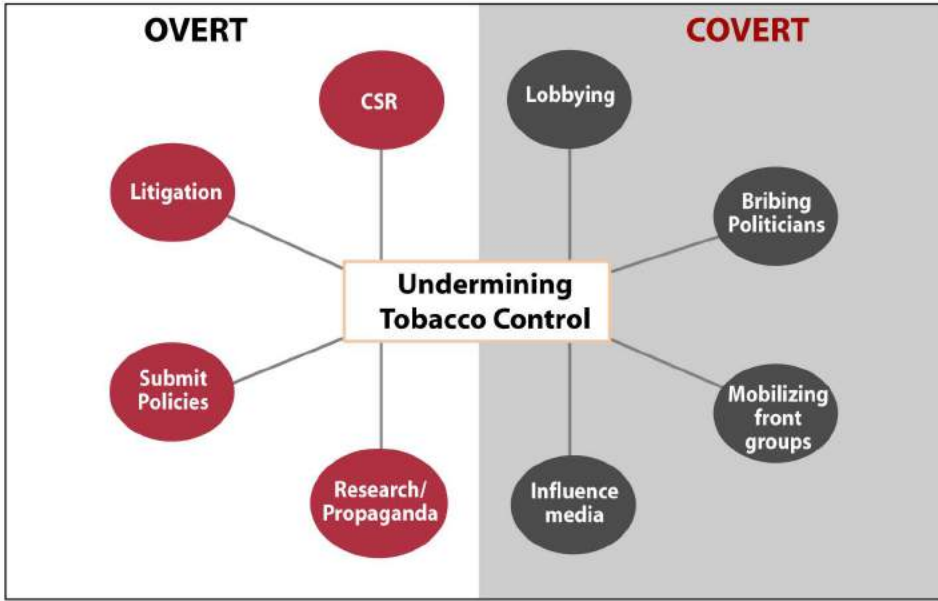 OVERT
COVERT
CSR
Lobbying
Litigation
Bribing
Politicians
Undermining
Tobacco Control
Submit
Policies
Mobilizing
front
groups
Research/
Propaganda
Influence
media